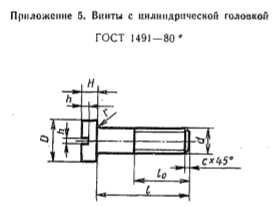 Приложение 5. Винты с цилиндрической головкой
ГОСТ 1491—80 *
H
h
r
D
h
d
l₀
c×45°
l